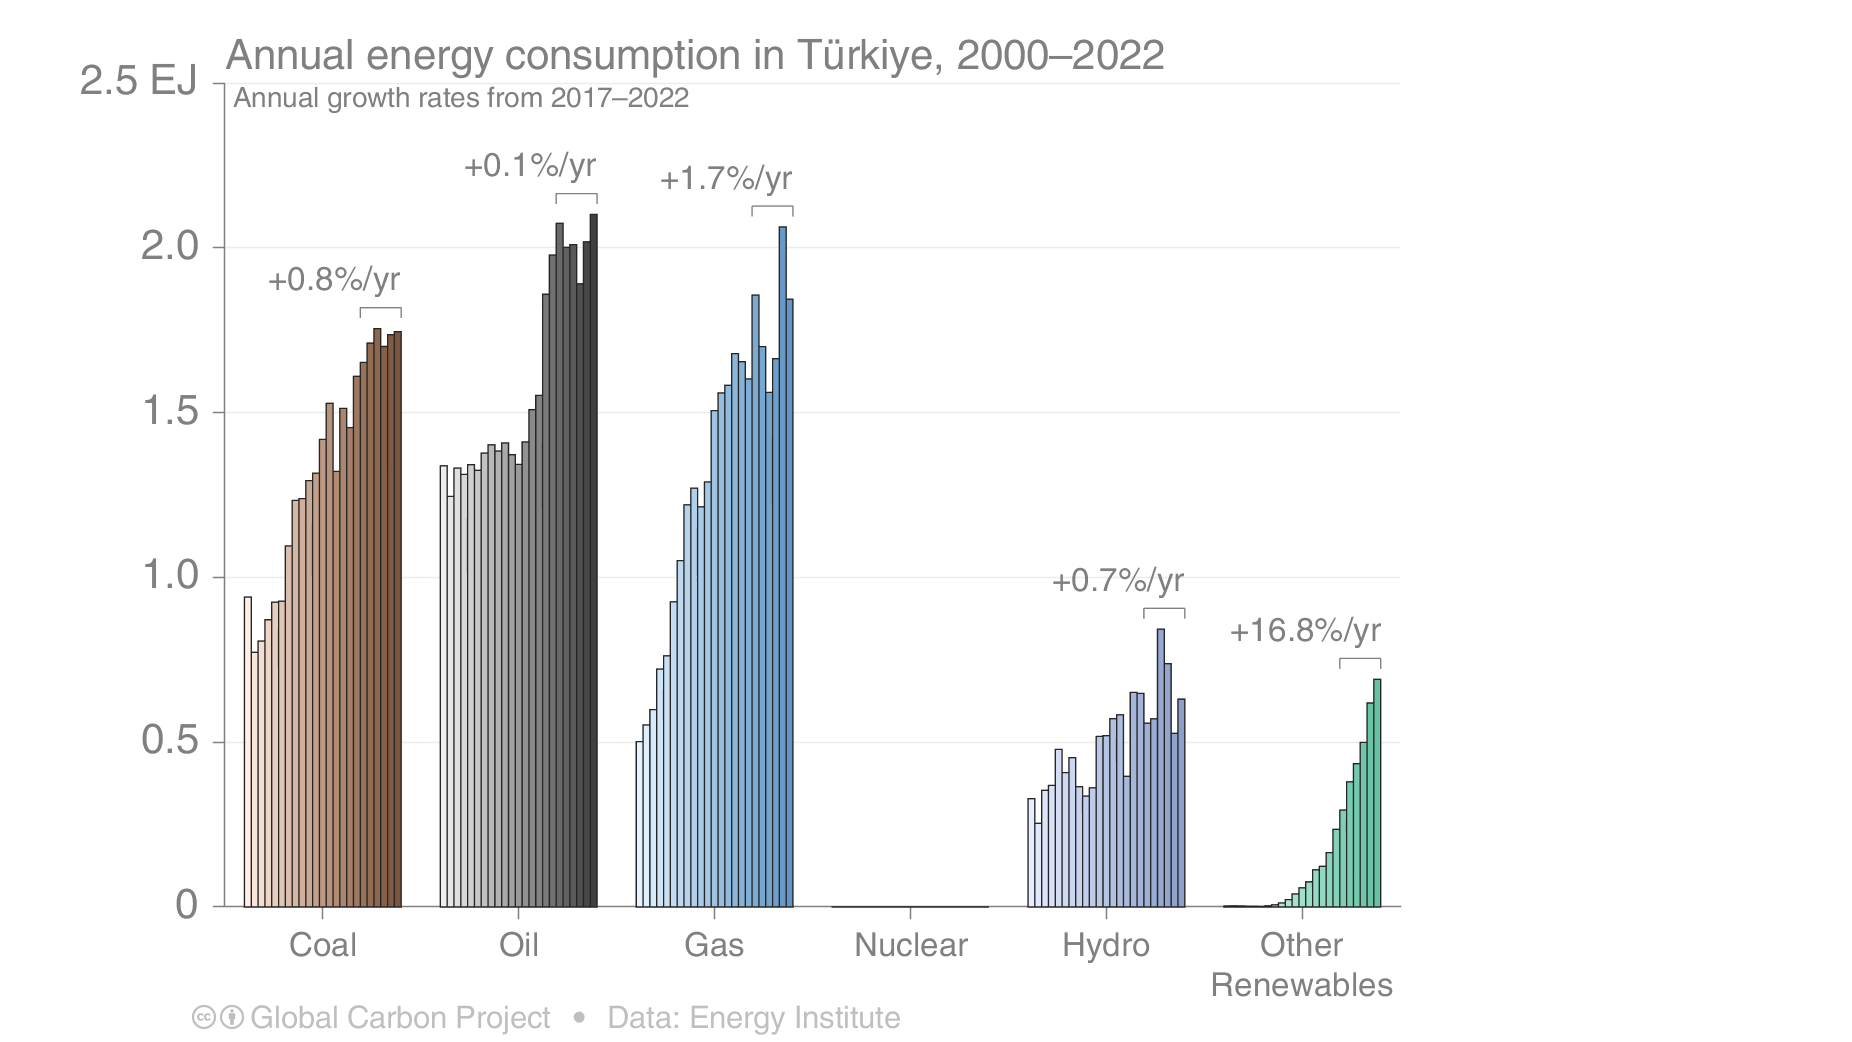 Annual energy consumption in Türkiye, 2000–2022
2.5 EJ
Annual growth rates from 2017–2022
+0.1%/yr
+1.7%/yr
2.0
+0.8%/yr
1.5
1.0
+0.7%/yr
+16.8%/yr
0.5
0
Coal
Oil
Gas
Nuclear
Hydro
Other
Renewables
cc Global Carbon Project • Data: Energy Institute